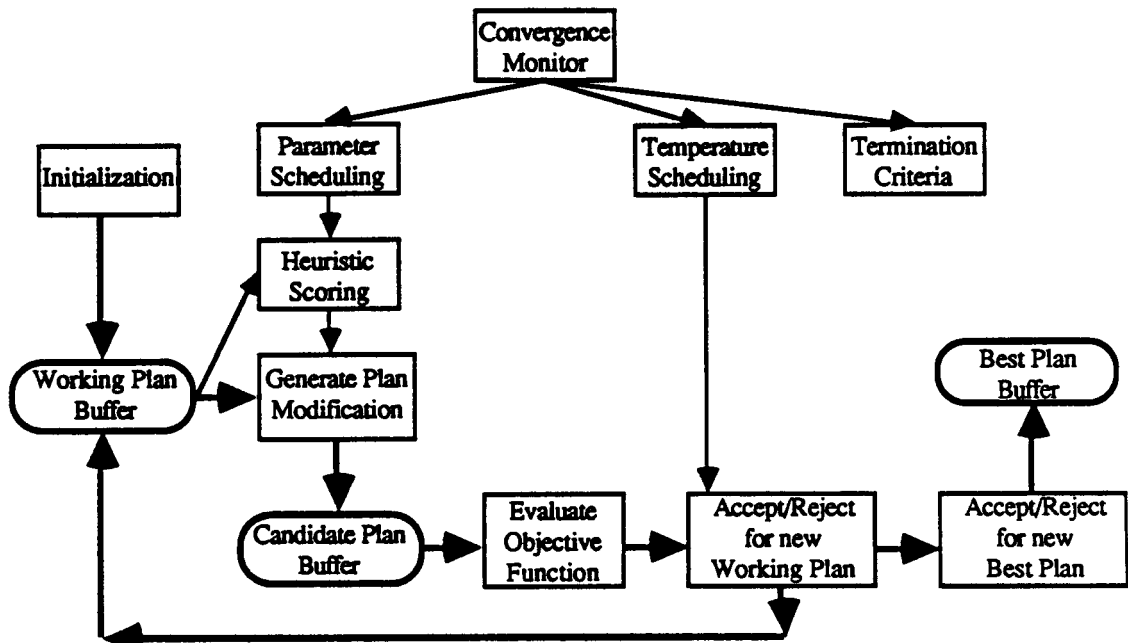 Convergence
Monitor
Initialization
Parameter
Scheduling
Temperature
Scheduling
Termination
Criteria
Heuristic
Scoring
Working Plan
Buffer
Generate Plan
Modification
Best Plan
Buffer
Candidate Plan
Buffer
Evaluate
Objective
Function
Accept/Reject
for new
Working Plan
Accept/Reject
for new
Best Plan